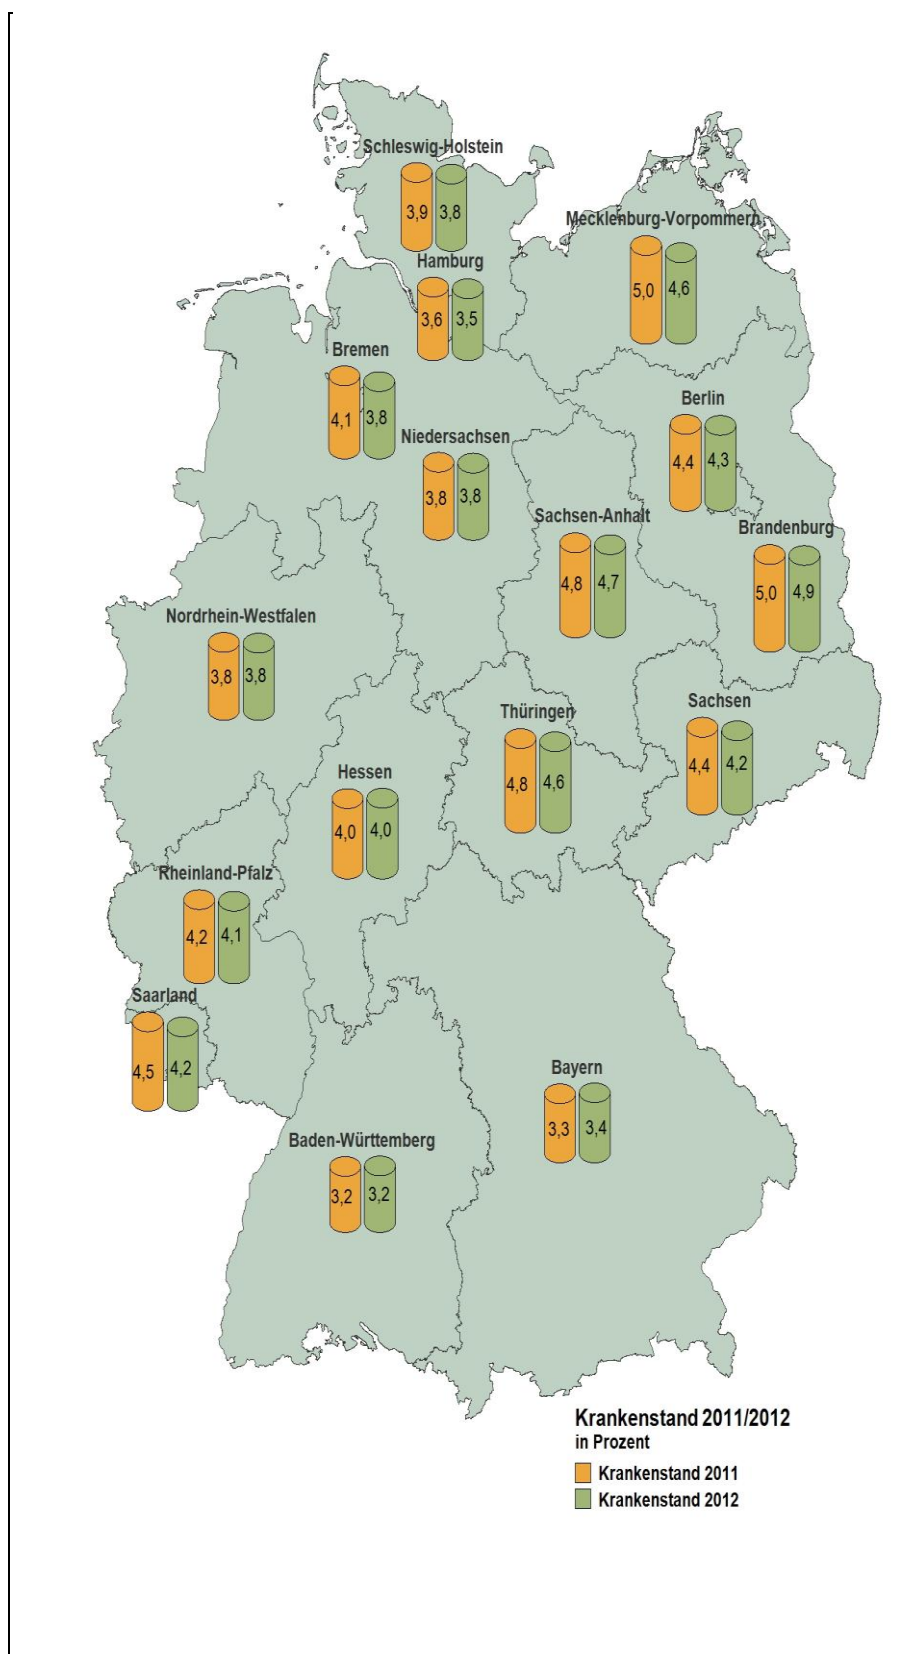 Schleswig-Holstein
3,9 3,8
Mecklenburg-Vorpommern
5,0 4,6
Hamburg
3,6 3,5
Bremen
4,1 3,8
Berlin
4,4 4,3
Niedersachsen
3,8 3,8
Sachsen-Anhalt
4,8 4,7
Brandenburg
5,0 4,9
Nordrhein-Westfalen
3,8 3,8
Sachsen
4,4 4,2
Thüringen
4,8 4,6
Hessen
4,0 4,0
Rheinland-Pfalz
4,2 4,1
Saarland
4,5 4,2
Bayern
3,3 3,4
Baden-Württemberg
3,2 3,2
Krankenstand 2011/2012
in Prozent
Krankenstand 2011
Krankenstand 2012